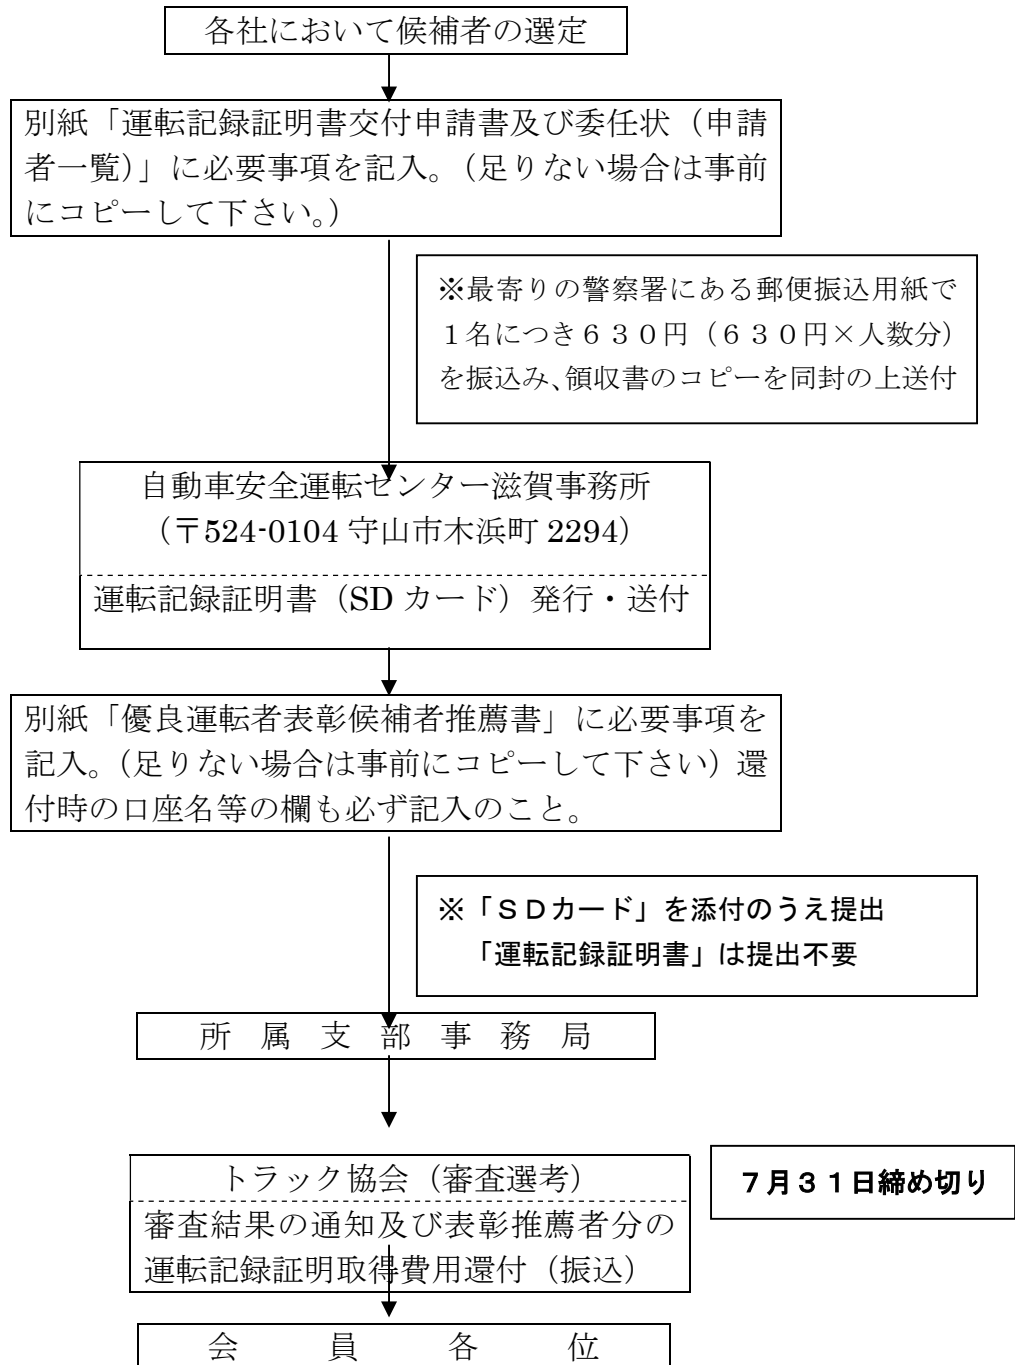 各社において候補者の選定
別紙「運転記録証明書交付申請書及び委任状（申請
者一覧）」に必要事項を記入。（足りない場合は事前
にコピーして下さい。）
※最寄りの警察署にある郵便振込用紙で
１名につき６３０円（６３０円×人数分）
を振込み、領収書のコピーを同封の上送付
自動車安全運転センター滋賀事務所
（〒524-0104 守山市木浜町 2294）
運転記録証明書（SD カード）発行・送付
別紙「優良運転者表彰候補者推薦書」に必要事項を
記入。（足りない場合は事前にコピーして下さい）還
付時の口座名等の欄も必ず記入のこと。
※「ＳＤカード」を添付のうえ提出
「運転記録証明書」は提出不要
所　属　支　部　事　務　局
トラック協会（審査選考）
７月３１日締め切り
審査結果の通知及び表彰推薦者分の
運転記録証明取得費用還付（振込）
会　　員　　各　　位